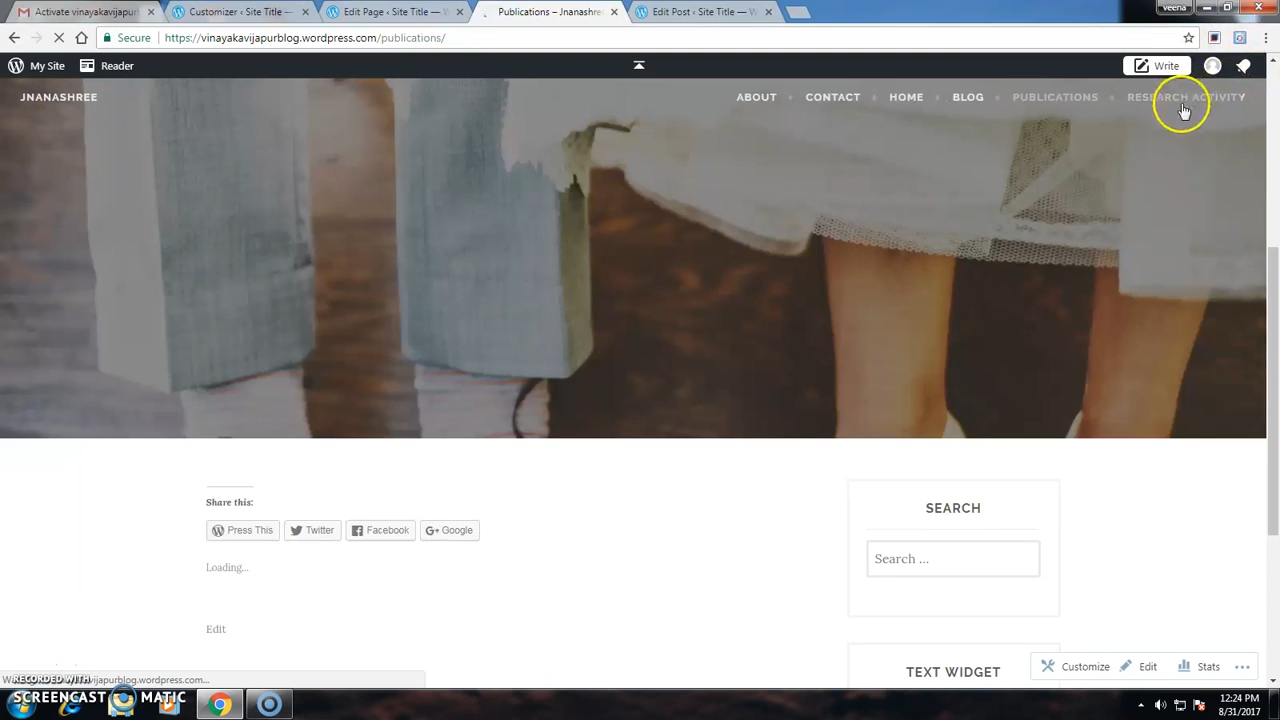 Activate vinayakavijapur
Customizer ‹ Site Title —
Edit Page ‹ Site Title — W
Publications – Jnanashre
Edit Post ‹ Site Title — W
veena
Secure https://vinayakavijapurblog.wordpress.com/publications/
My Site Reader Write
JNANASHREE ABOUT CONTACT HOME BLOG PUBLICATIONS RESEARCH ACTIVITY
Share this:
Press This Twitter Facebook G+ Google
Loading...
Edit
SEARCH
Search ...
TEXT WIDGET
Customize Edit Stats
vijapurblog.wordpress.com...
RECORDED WITH
SCREENCAST MATIC
12:24 PM
8/31/2017